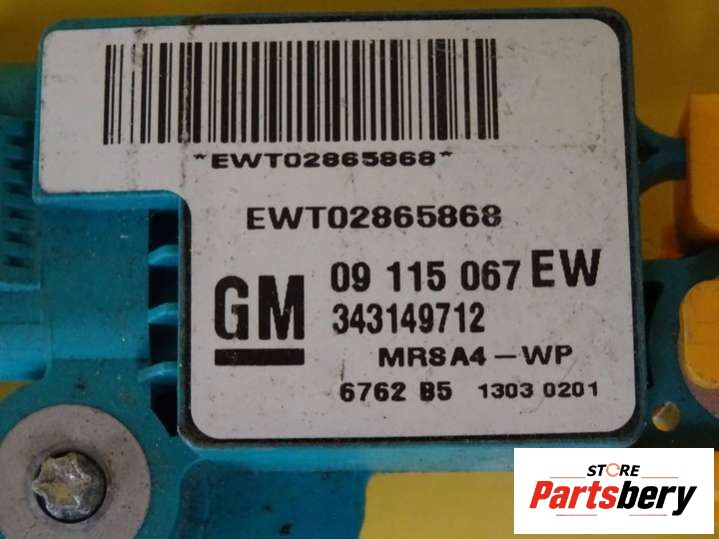 *EWT02865868*
EWT02865868
GM 09 115 067 EW
343149712
MRSA4-WP
6762 B5 1303 0201
STORE
Partsbery